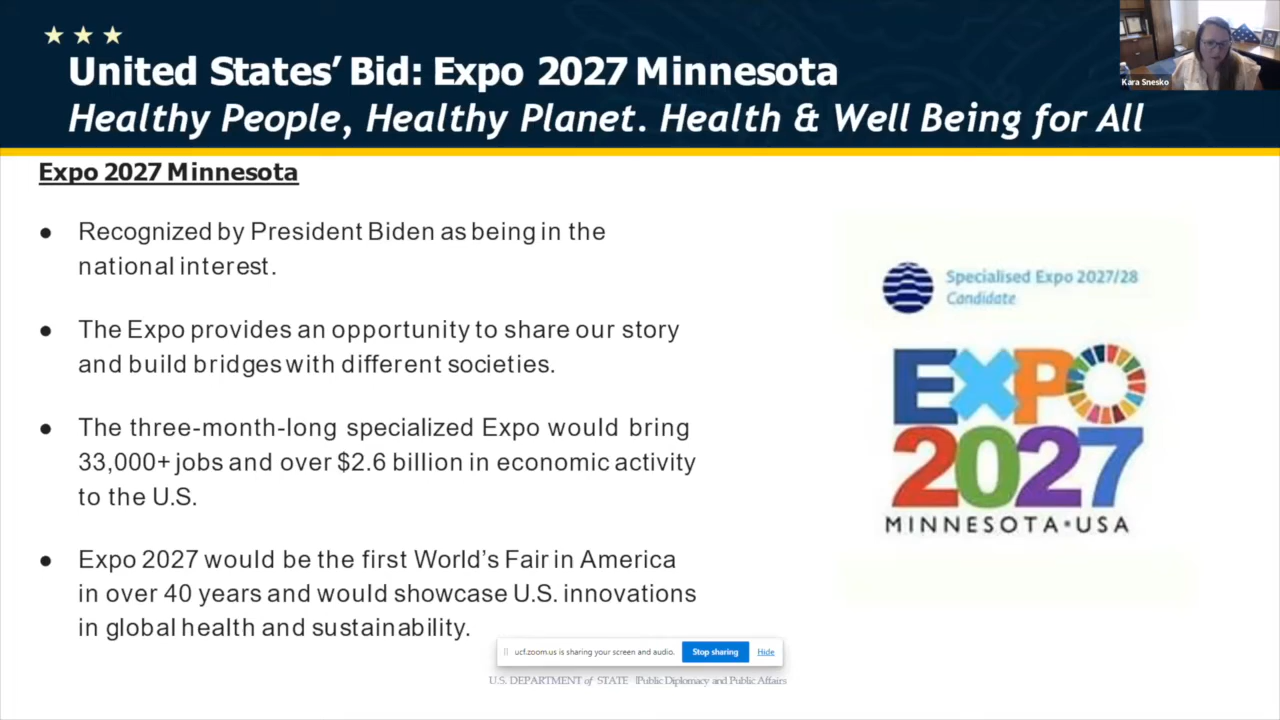 United States’ Bid: Expo 2027 Minnesota
Healthy People, Healthy Planet. Health & Well Being for All
Kara Snesko
Expo 2027 Minnesota
● Recognized by President Biden as being in the
national interest.
● The Expo provides an opportunity to share our story
and build bridges with different societies.
● The three-month-long specialized Expo would bring
33,000+ jobs and over $2.6 billion in economic activity
to the U.S.
● Expo 2027 would be the first World’s Fair in America
in over 40 years and would showcase U.S. innovations
in global health and sustainability.
Specialised Expo 2027/28
Candidate
EXPO
2027
MINNESOTA•USA
ucf.zoom.us is sharing your screen and audio.
Stop sharing
Hide
U.S. DEPARTMENT of STATE | Public Diplomacy and Public Affairs